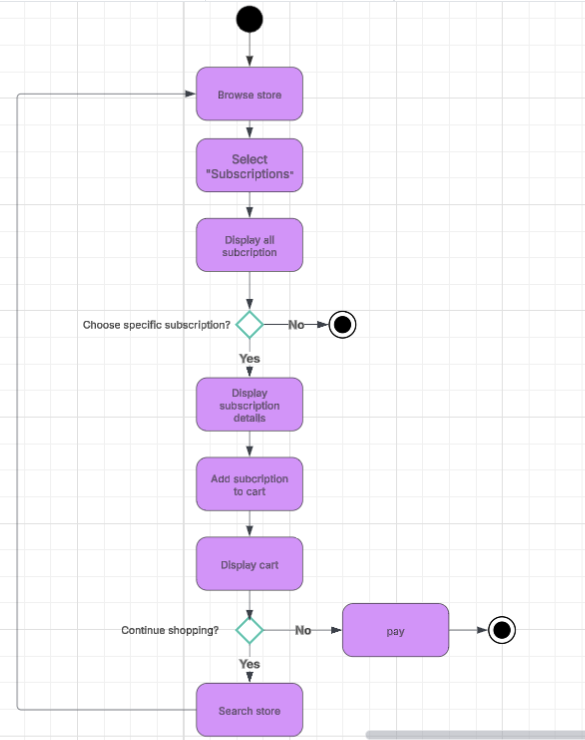 Browse store
Select
"Subscriptions"
Display all
subcription
Choose specific subscription?
No
Yes
Display
subscription
details
Add subcription
to cart
Display cart
Continue shopping?
No
pay
Yes
Search store